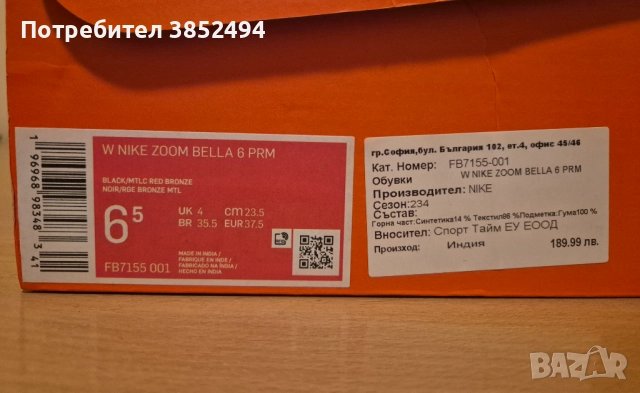 Потребител 3852494
W NIKE ZOOM BELLA 6 PRM
BLACK/MTLC RED BRONZE
NOIR/RGE BRONZE MTL
6 5
UK 4 cm 23.5
BR 35.5 EUR 37.5
MADE IN INDIA /
FABRIQUE EN INDE /
FABRICADO NA ÍNDIA /
HECHO EN INDIA
FB7155 001
1 96968 98348 3 41
гр.София,бул. България 102, ет.4, офис 45/46
Кат. Номер: FB7155-001
Обувки W NIKE ZOOM BELLA 6 PRM
Производител: NIKE
Сезон:234
Състав:
Горна част:Синтетика14 % Текстил86 %Подметка:Гума100 %
Вносител: Спорт Тайм ЕУ ЕООД
Произход: Индия 189.99 лв.
BAZAR